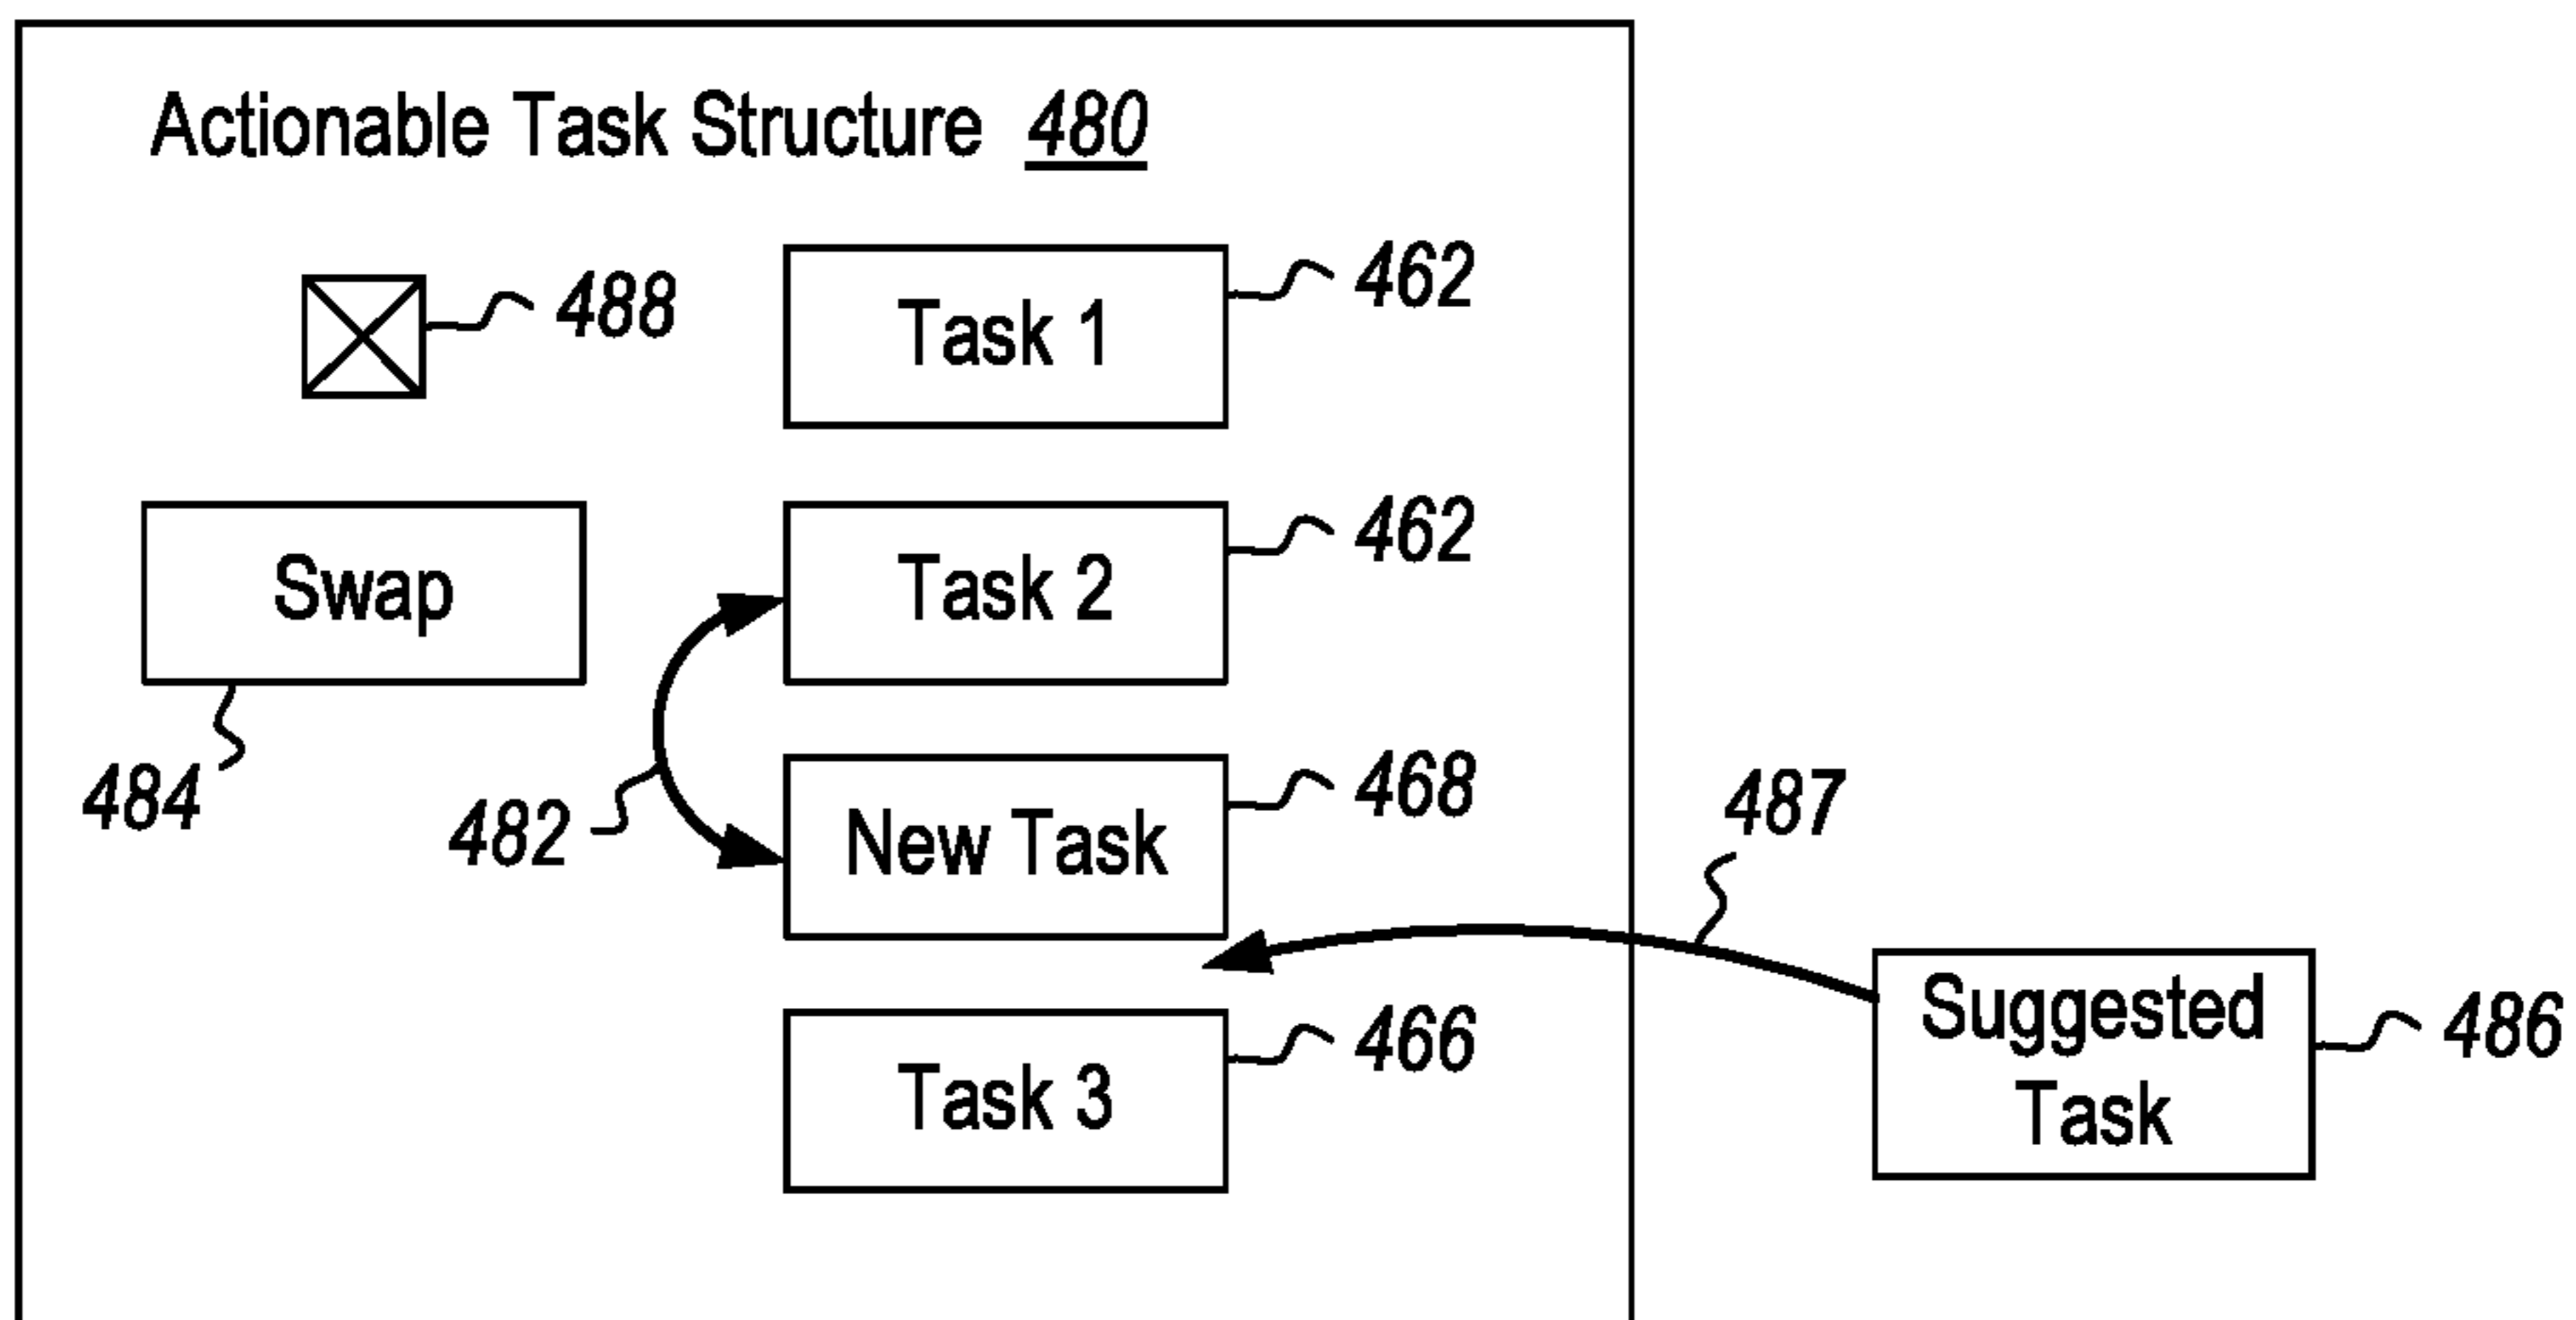 Actionable Task Structure 480
488
Task 1
462
Swap
484
Task 2
462
482
New Task
468
487
Task 3
466
Suggested
Task
486